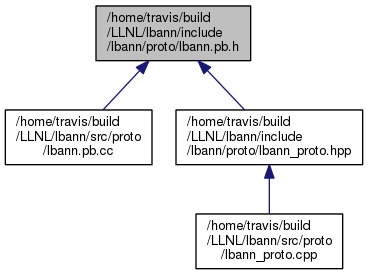 /home/travis/build
/LLNL/lbann/include
/lbann/proto/lbann.pb.h
/home/travis/build
/LLNL/lbann/src/proto
/lbann.pb.cc
/home/travis/build
/LLNL/lbann/include
/lbann/proto/lbann_proto.hpp
/home/travis/build
/LLNL/lbann/src/proto
/lbann_proto.cpp